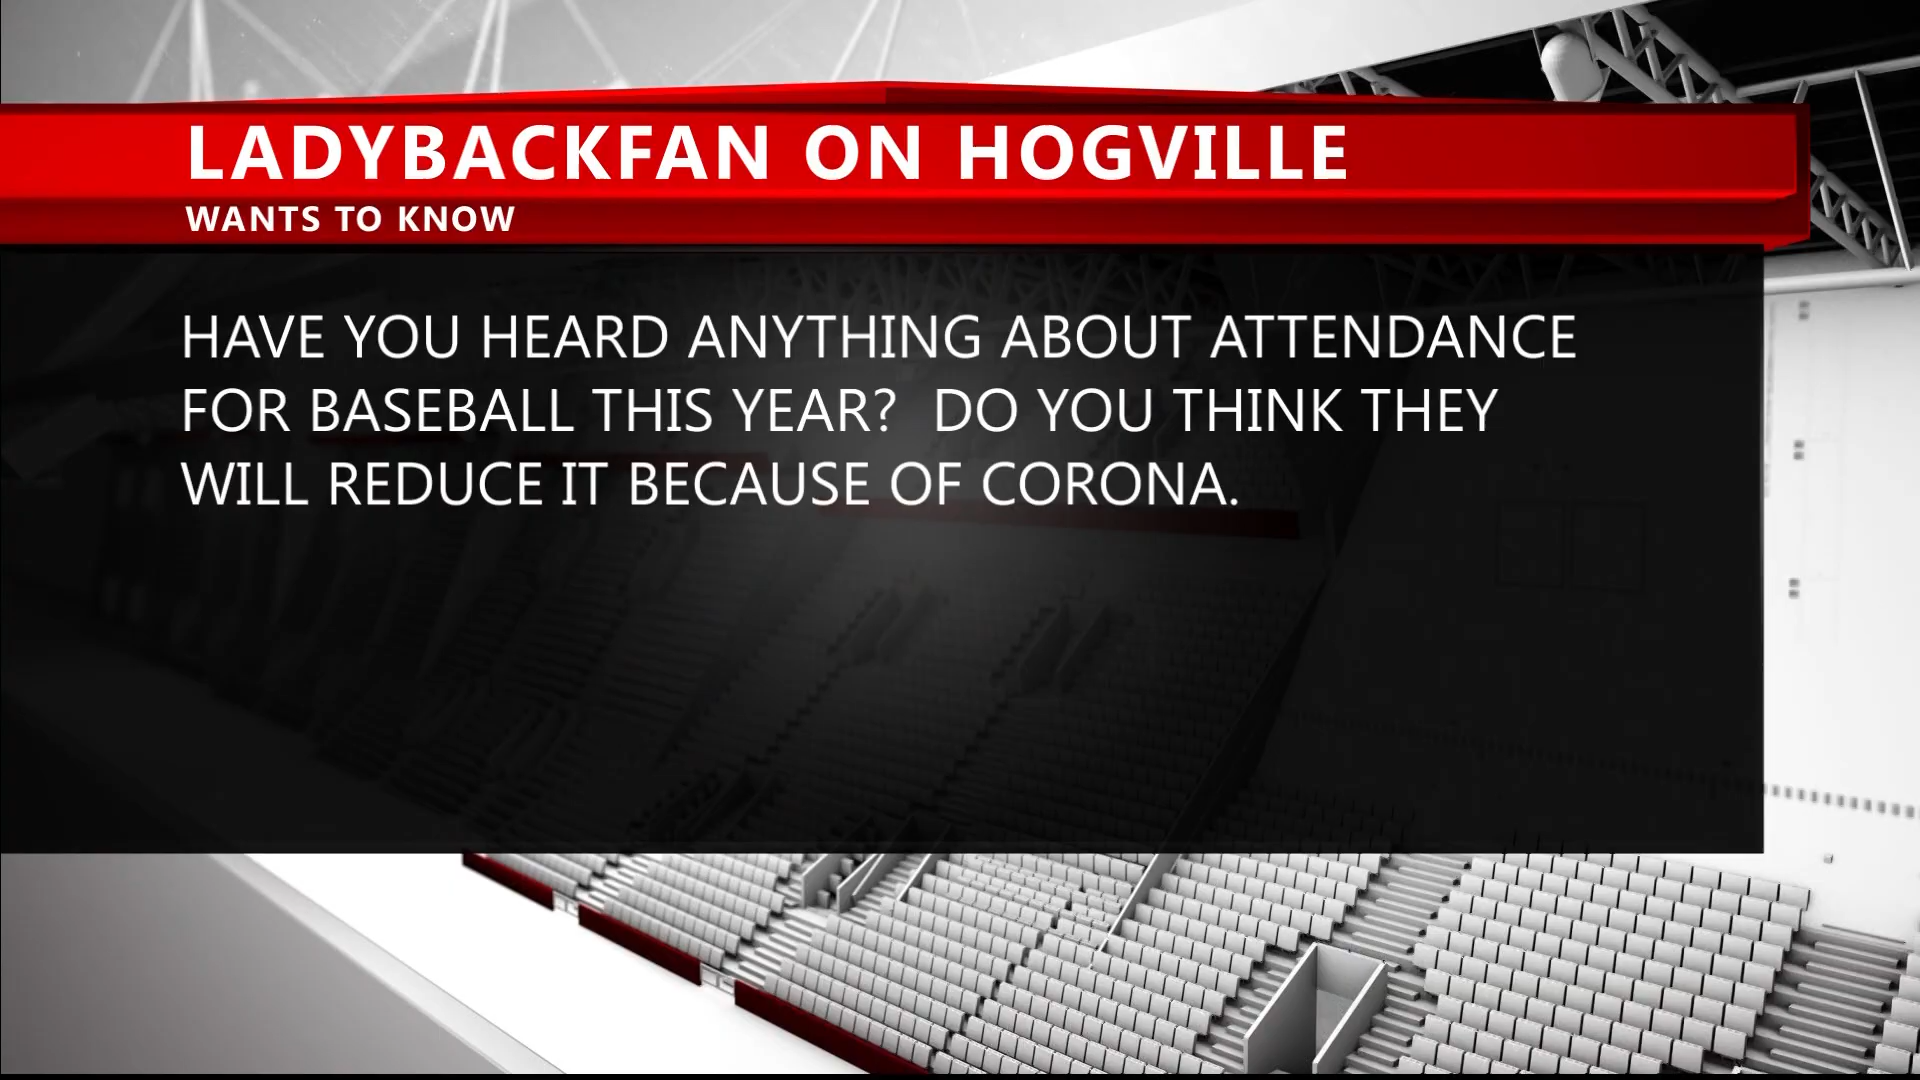 LADYBACKFAN ON HOGVILLE
WANTS TO KNOW
HAVE YOU HEARD ANYTHING ABOUT ATTENDANCE
FOR BASEBALL THIS YEAR?  DO YOU THINK THEY
WILL REDUCE IT BECAUSE OF CORONA.